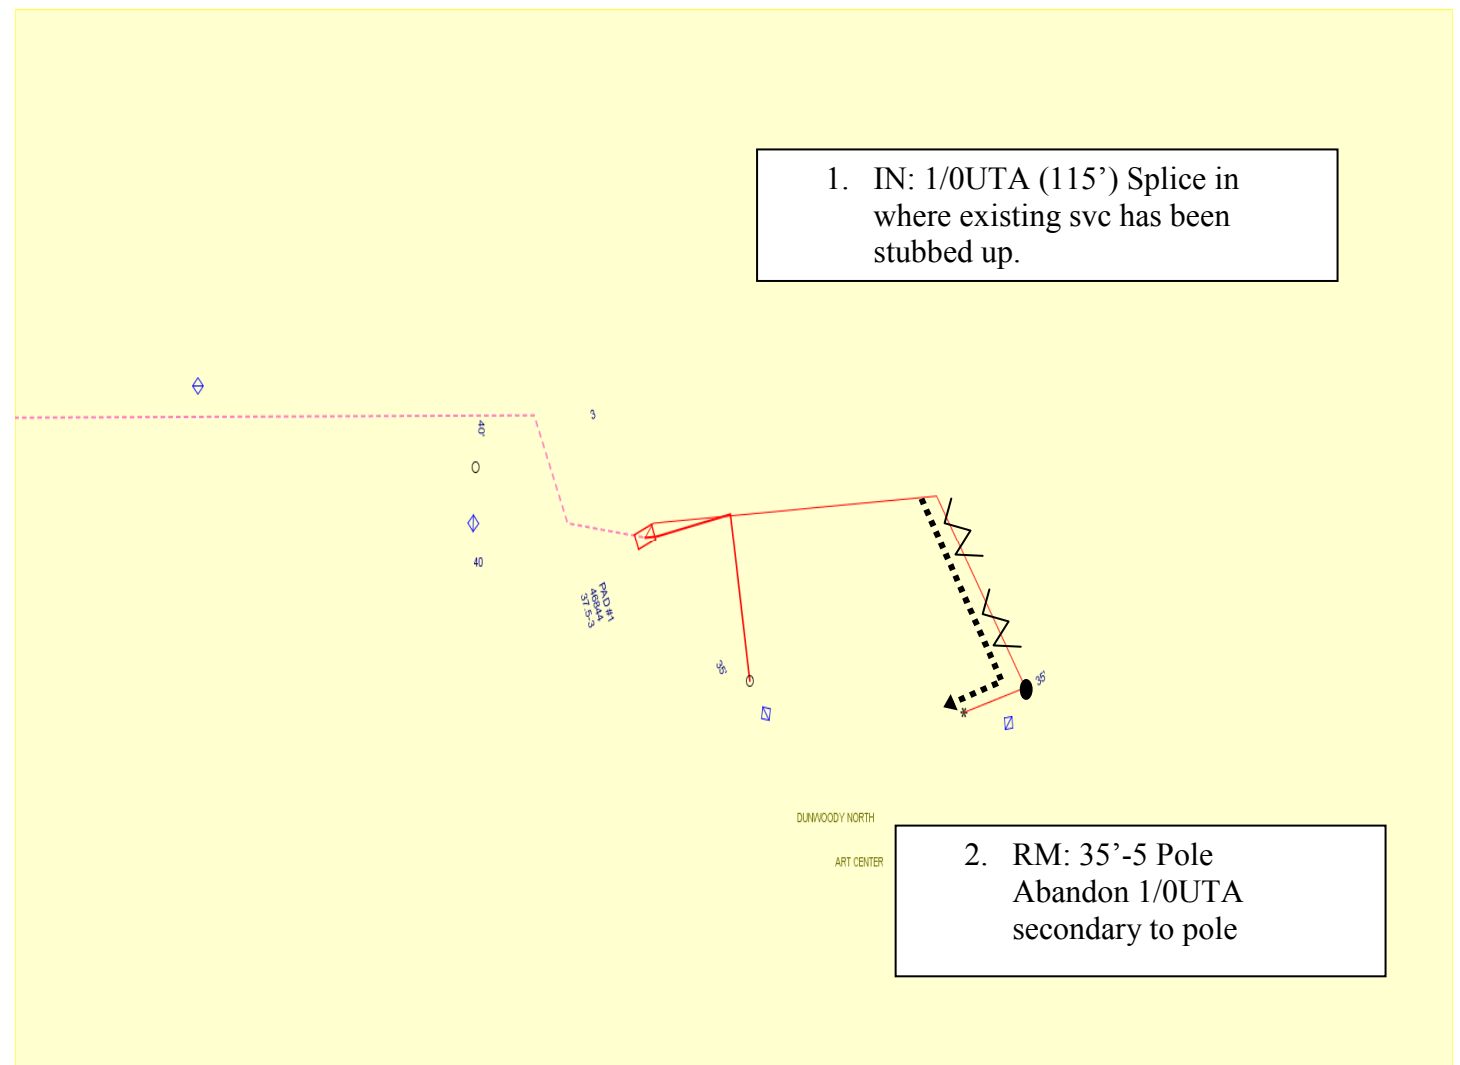 1. IN: 1/0UTA (115’) Splice in
where existing svc has been
stubbed up.
3
40'
40
PAD #1
46844
37.5-3
35'
35'
*
DUNWOODY NORTH
ART CENTER
2. RM: 35’-5 Pole
Abandon 1/0UTA
secondary to pole